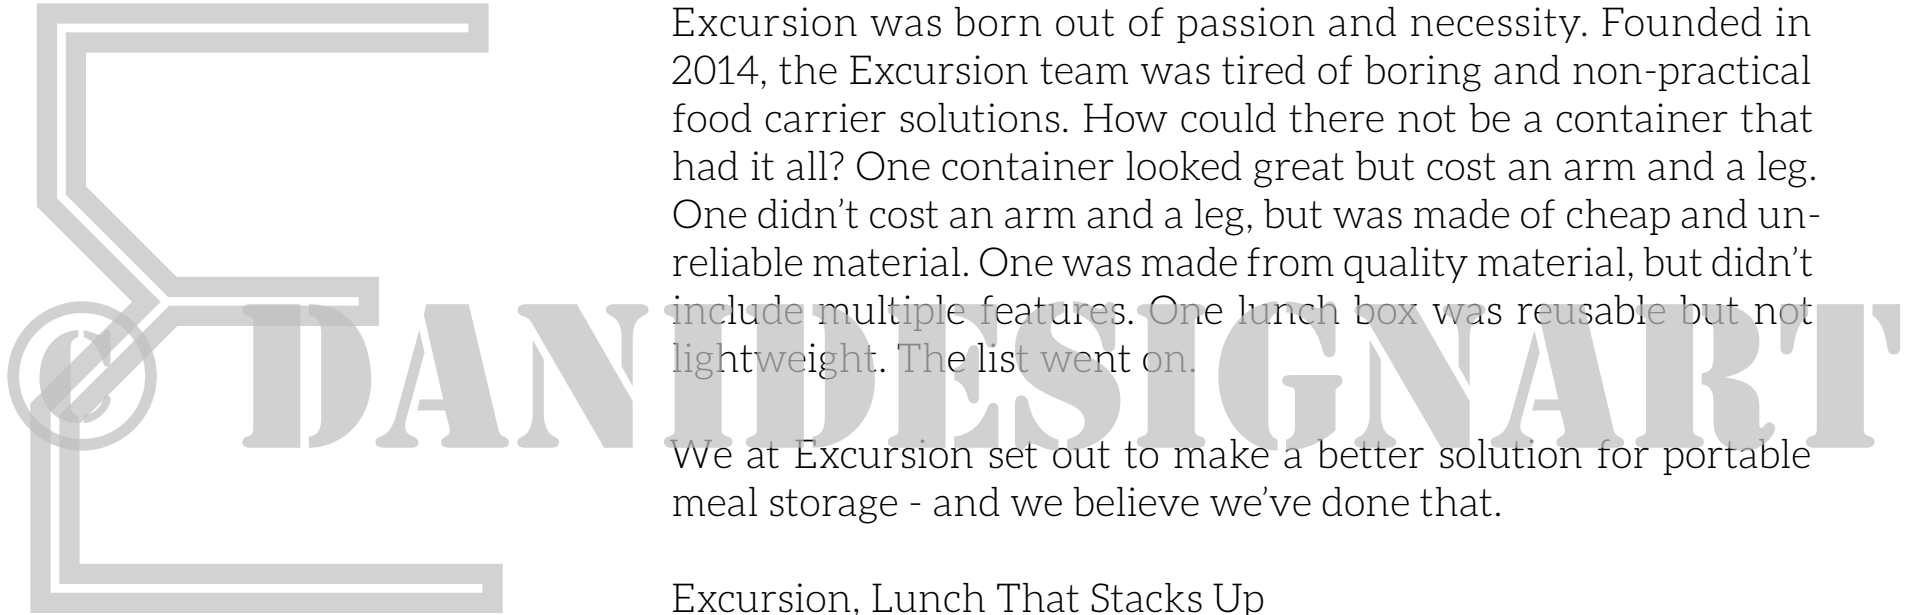 Excursion was born out of passion and necessity. Founded in
2014, the Excursion team was tired of boring and non-practical
food carrier solutions. How could there not be a container that
had it all? One container looked great but cost an arm and a leg.
One didn’t cost an arm and a leg, but was made of cheap and un-
reliable material. One was made from quality material, but didn’t
include multiple features. One lunch box was reusable but not
lightweight. The list went on.
© DANIDESIGNART
We at Excursion set out to make a better solution for portable
meal storage - and we believe we’ve done that.
Excursion, Lunch That Stacks Up